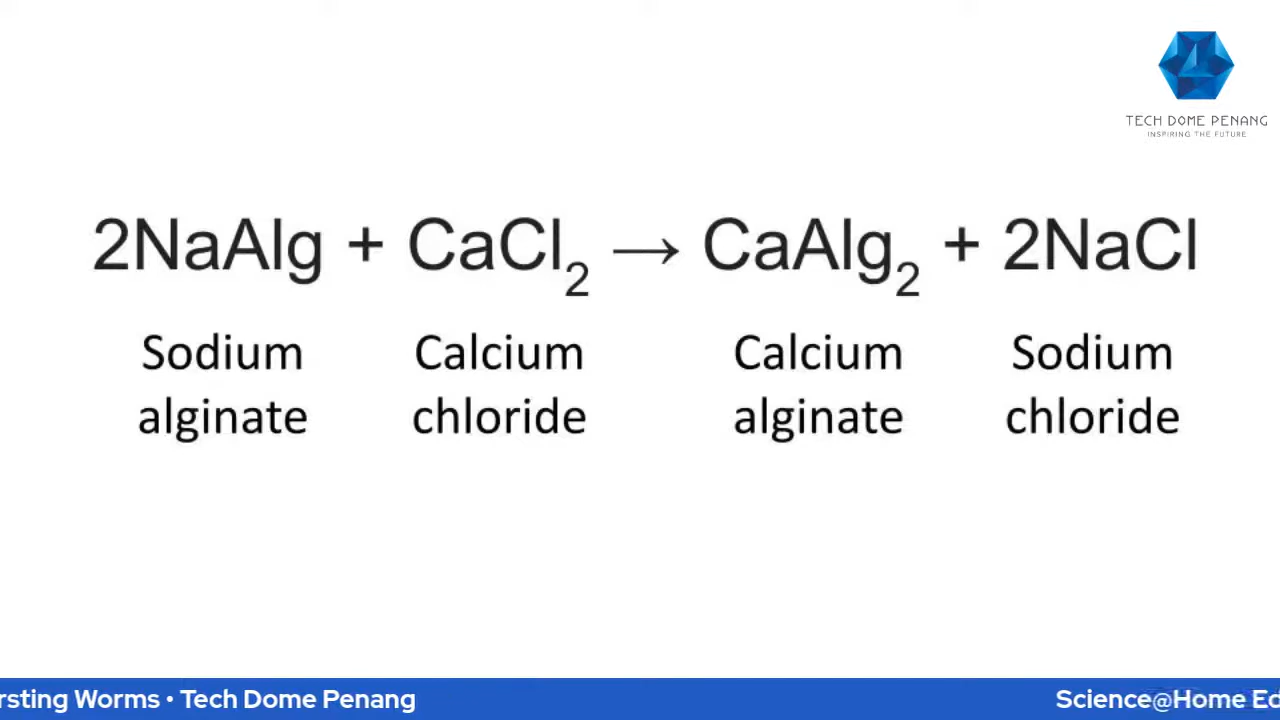 TECH DOME PENANG
INSPIRING THE FUTURE
2NaAlg + CaCl₂ → CaAlg₂ + 2NaCl
Sodium alginate
Calcium chloride
Calcium alginate
Sodium chloride
rsting Worms • Tech Dome Penang
Science@Home Ed